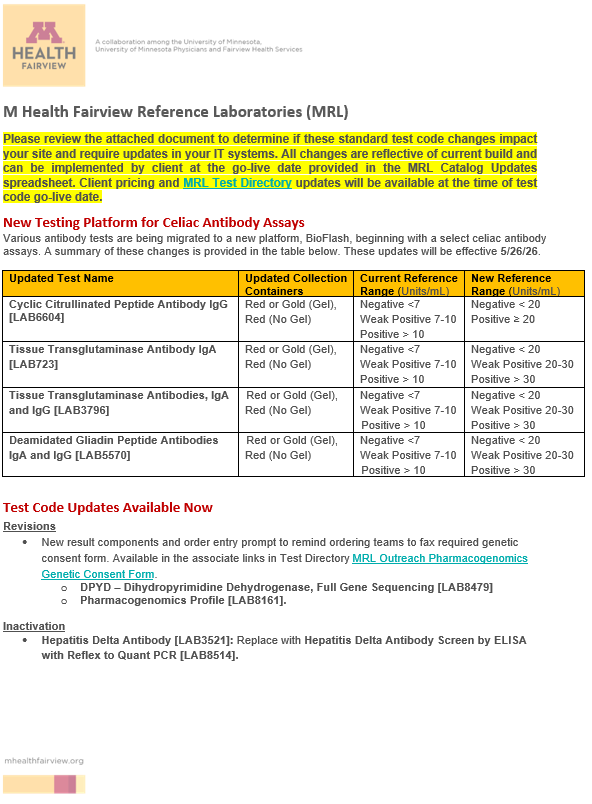 M
HEALTH
FAIRVIEW
A collaboration among the University of Minnesota,
University of Minnesota Physicians and Fairview Health Services
M Health Fairview Reference Laboratories (MRL)
Please review the attached document to determine if these standard test code changes impact
your site and require updates in your IT systems. All changes are reflective of current build and
can be implemented by client at the go-live date provided in the MRL Catalog Updates
spreadsheet. Client pricing and MRL Test Directory updates will be available at the time of test
code go-live date.
New Testing Platform for Celiac Antibody Assays
Various antibody tests are being migrated to a new platform, BioFlash, beginning with a select celiac antibody
assays. A summary of these changes is provided in the table below. These updates will be effective 5/26/26.
Updated Test Name
Updated Collection
Containers
Current Reference
Range (Units/mL)
New Reference
Range (Units/mL)
Cyclic Citrullinated Peptide Antibody IgG
[LAB6604]
Red or Gold (Gel),
Red (No Gel)
Negative <7
Weak Positive 7-10
Positive > 10
Negative < 20
Positive ≥ 20
Tissue Transglutaminase Antibody IgA
[LAB723]
Red or Gold (Gel),
Red (No Gel)
Negative <7
Weak Positive 7-10
Positive > 10
Negative < 20
Weak Positive 20-30
Positive > 30
Tissue Transglutaminase Antibodies, IgA
and IgG [LAB3796]
Red or Gold (Gel),
Red (No Gel)
Negative <7
Weak Positive 7-10
Positive > 10
Negative < 20
Weak Positive 20-30
Positive > 30
Deamidated Gliadin Peptide Antibodies
IgA and IgG [LAB5570]
Red or Gold (Gel),
Red (No Gel)
Negative <7
Weak Positive 7-10
Positive > 10
Negative < 20
Weak Positive 20-30
Positive > 30
Test Code Updates Available Now
Revisions
• New result components and order entry prompt to remind ordering teams to fax required genetic
consent form. Available in the associate links in Test Directory MRL Outreach Pharmacogenomics
Genetic Consent Form.
o DPYD – Dihydropyrimidine Dehydrogenase, Full Gene Sequencing [LAB8479]
o Pharmacogenomics Profile [LAB8161].
Inactivation
• Hepatitis Delta Antibody [LAB3521]: Replace with Hepatitis Delta Antibody Screen by ELISA
with Reflex to Quant PCR [LAB8514].
mhealthfairview.org